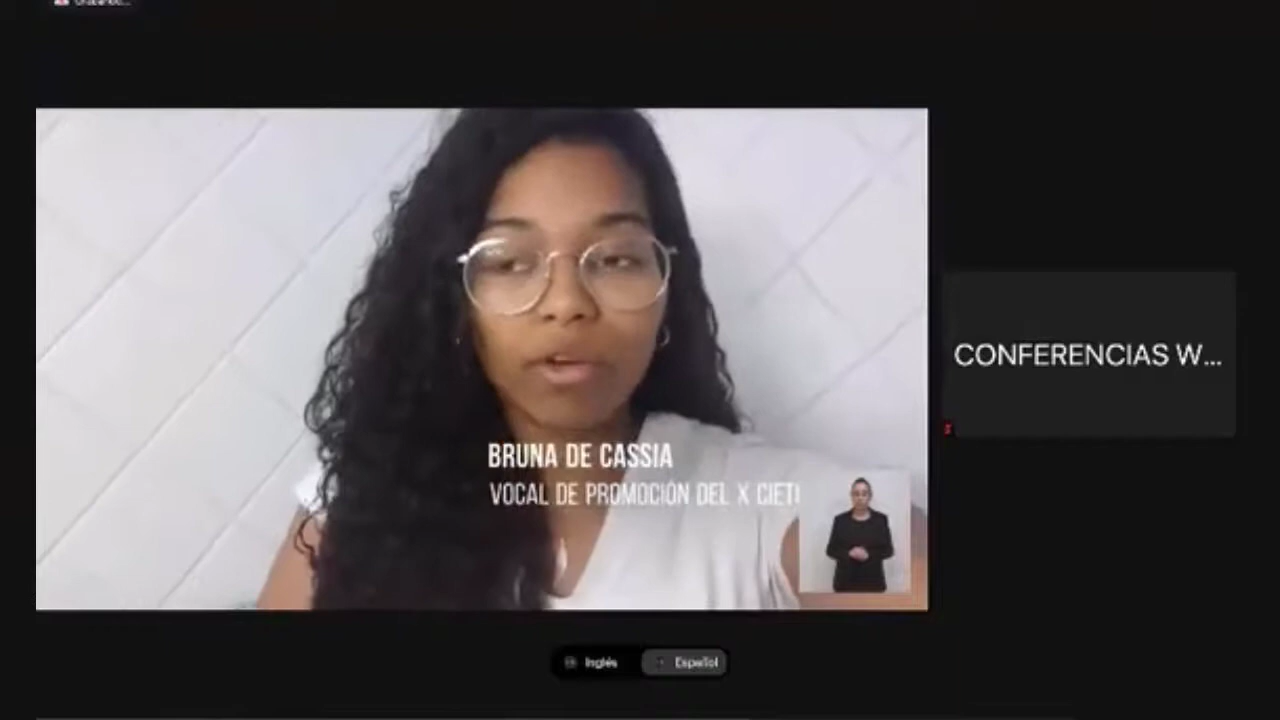 BRUNA DE CASSIA
VOCAL DE PROMOCIÓN DEL X CIETI
CONFERENCIAS W...
Inglés
Español